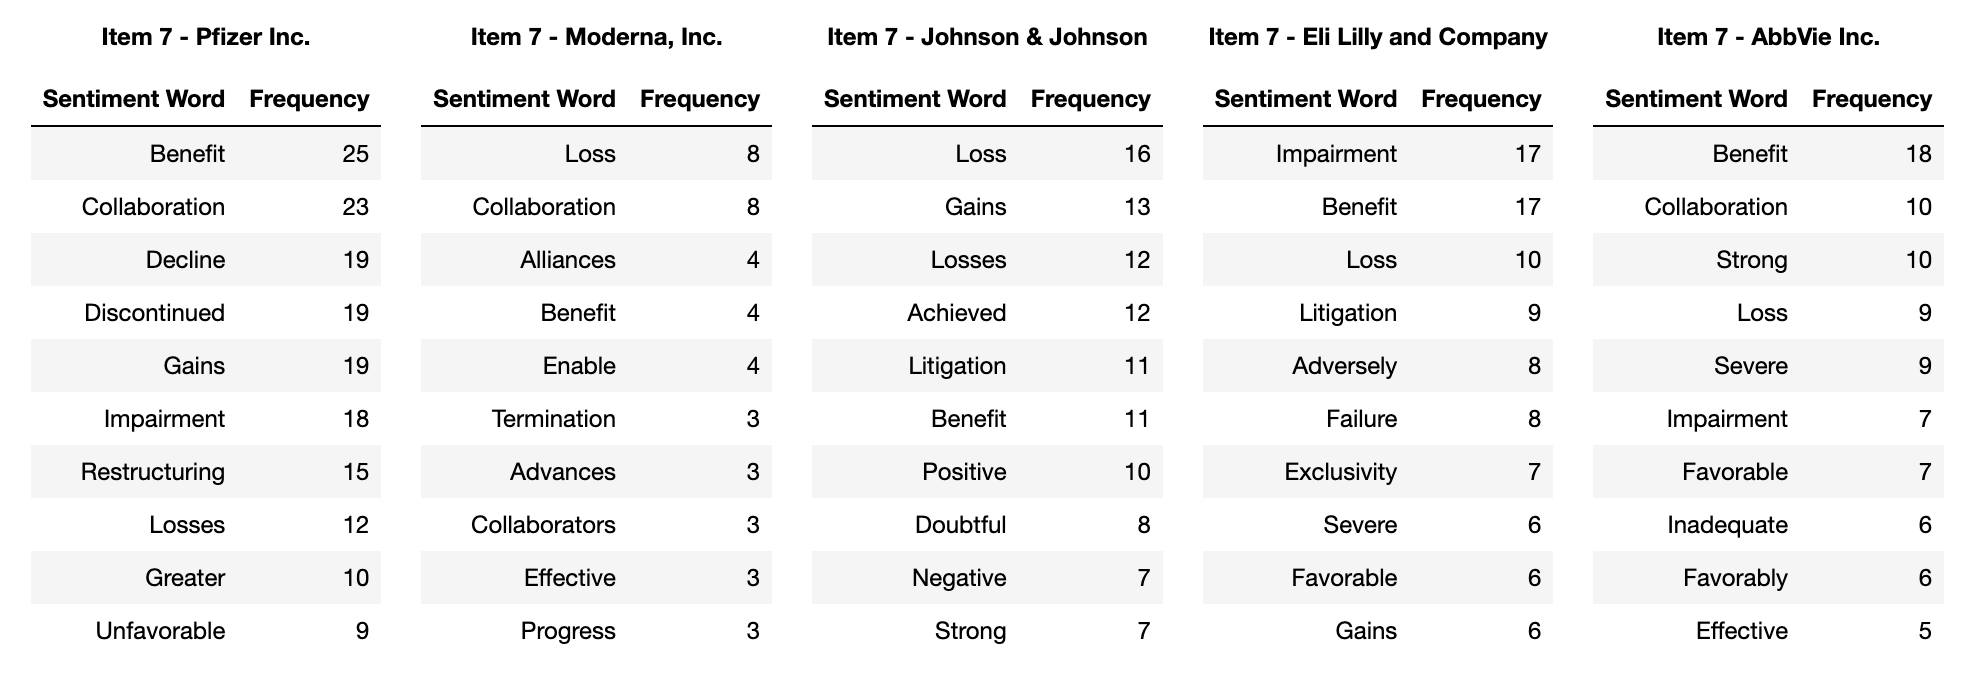 Item 7 - Pfizer Inc.
Sentiment Word Frequency
Benefit 25
Collaboration 23
Decline 19
Discontinued 19
Gains 19
Impairment 18
Restructuring 15
Losses 12
Greater 10
Unfavorable 9
Item 7 - Moderna, Inc.
Sentiment Word Frequency
Loss 8
Collaboration 8
Alliances 4
Benefit 4
Enable 4
Termination 3
Advances 3
Collaborators 3
Effective 3
Progress 3
Item 7 - Johnson & Johnson
Sentiment Word Frequency
Loss 16
Gains 13
Losses 12
Achieved 12
Litigation 11
Benefit 11
Positive 10
Doubtful 8
Negative 7
Strong 7
Item 7 - Eli Lilly and Company
Sentiment Word Frequency
Impairment 17
Benefit 17
Loss 10
Litigation 9
Adversely 8
Failure 8
Exclusivity 7
Severe 6
Favorable 6
Gains 6
Item 7 - AbbVie Inc.
Sentiment Word Frequency
Benefit 18
Collaboration 10
Strong 10
Loss 9
Severe 9
Impairment 7
Favorable 7
Inadequate 6
Favorably 6
Effective 5